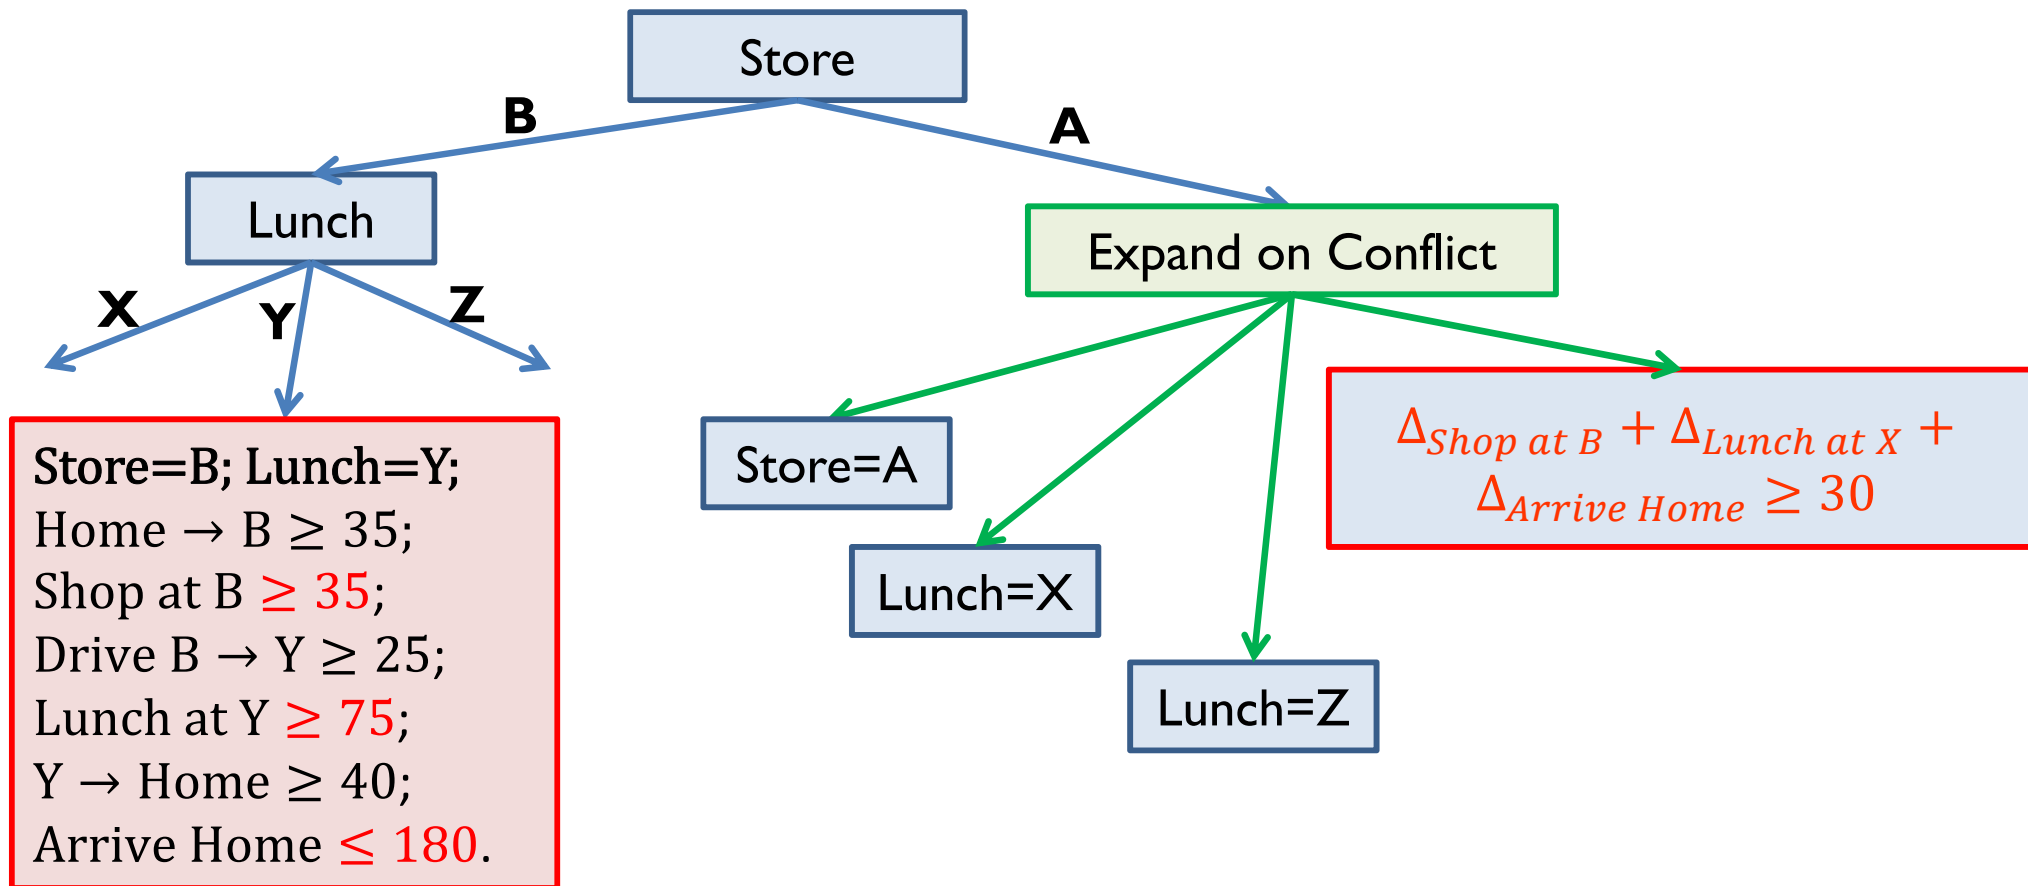 Store
B
A
Lunch
Expand on Conflict
X
Y
Z
Store=B; Lunch=Y;
Home → B ≥ 35;
Shop at B ≥ 35;
Drive B → Y ≥ 25;
Lunch at Y ≥ 75;
Y → Home ≥ 40;
Arrive Home ≤ 180.
Store=A
Lunch=X
Lunch=Z
Δ_Shop at B + Δ_Lunch at X +
Δ_Arrive Home ≥ 30